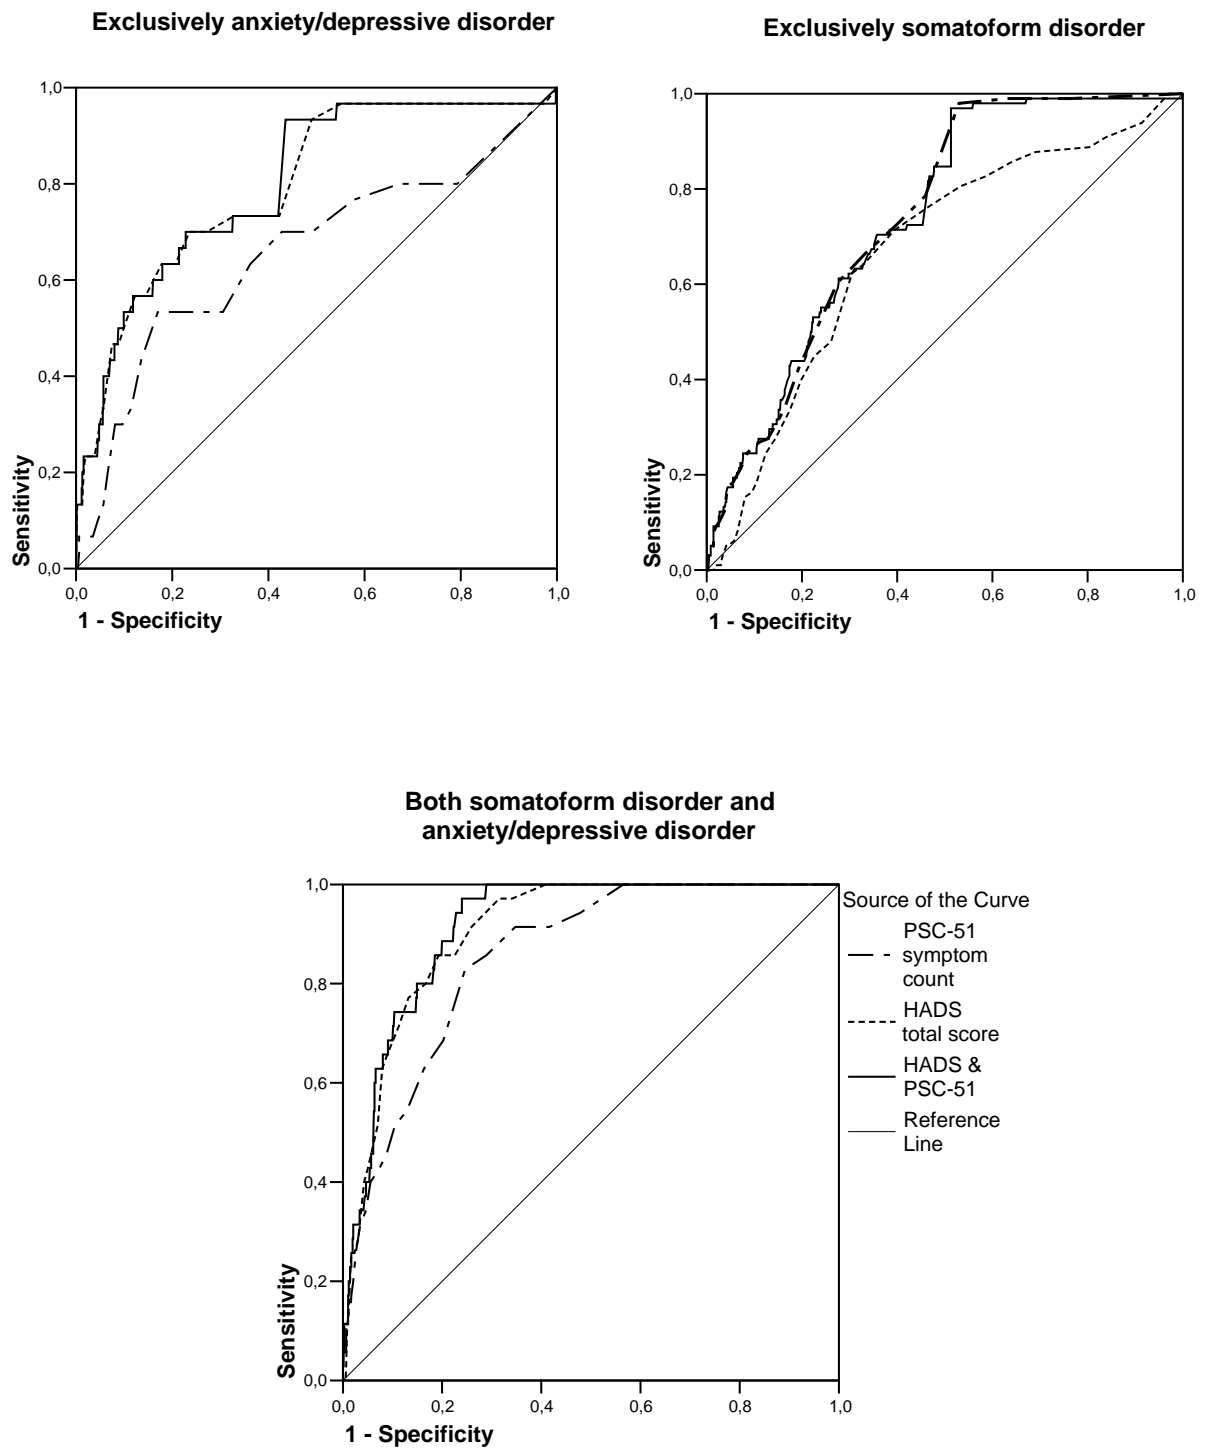 Exclusively anxiety/depressive disorder
1,0
0,8
0,6
0,4
0,2
0,0
Sensitivity
0,0 0,2 0,4 0,6 0,8 1,0
1 - Specificity
Exclusively somatoform disorder
1,0
0,8
0,6
0,4
0,2
0,0
Sensitivity
0,0 0,2 0,4 0,6 0,8 1,0
1 - Specificity
Both somatoform disorder and
anxiety/depressive disorder
1,0
0,8
0,6
0,4
0,2
0,0
Sensitivity
0,0 0,2 0,4 0,6 0,8 1,0
1 - Specificity
Source of the Curve
PSC-51
symptom
count
HADS
total score
HADS &
PSC-51
Reference
Line